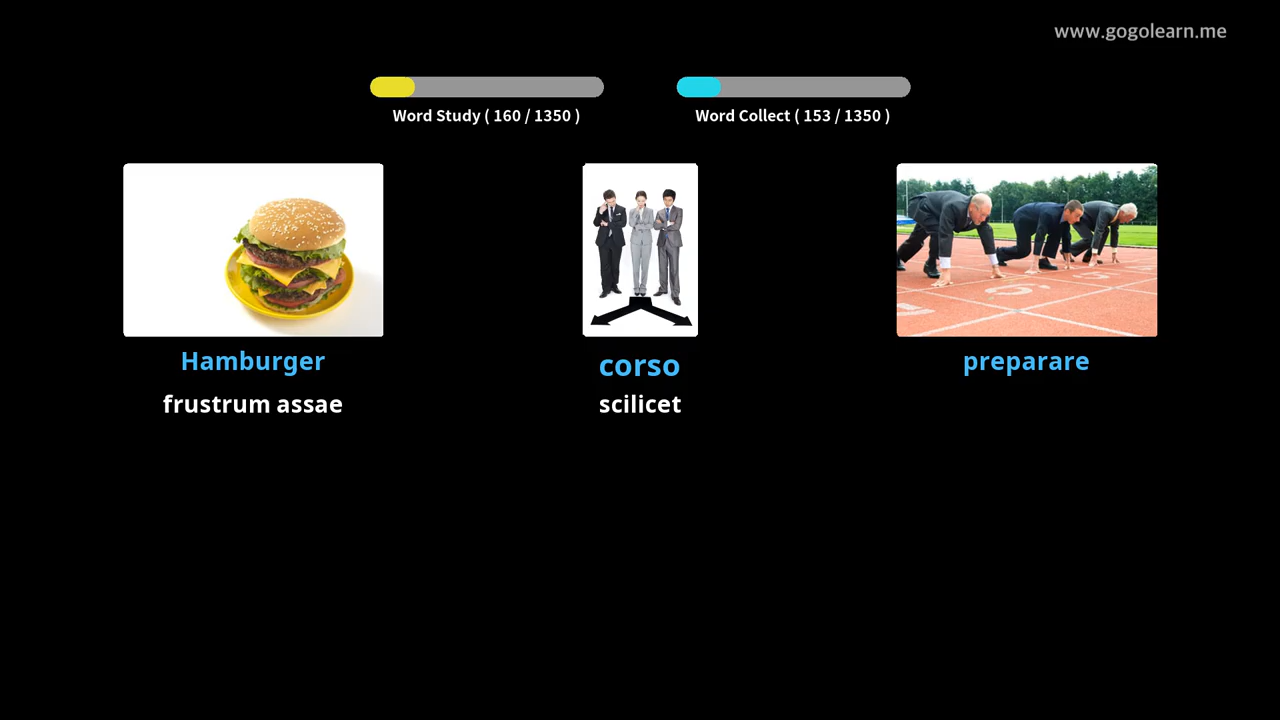 www.gogolearn.me
Word Study ( 160 / 1350 )
Word Collect ( 153 / 1350 )
Hamburger
corso
preparare
frustrum assae
scilicet